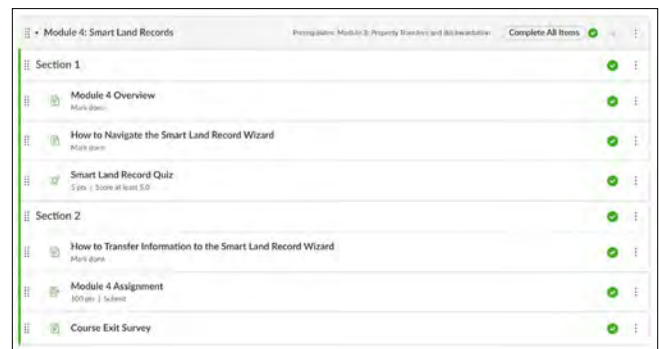 Module 4: Smart Land Records
Prerequisites: Module 3: Property Transfers and
Complete All Items
Section 1
Module 4 Overview
Mark done
How to Navigate the Smart Land Record Wizard
Mark done
Smart Land Record Quiz
5 pts | Score at least 5.0
Section 2
How to Transfer Information to the Smart Land Record Wizard
Mark done
Module 4 Assignment
100 pts | Submit
Course Exit Survey